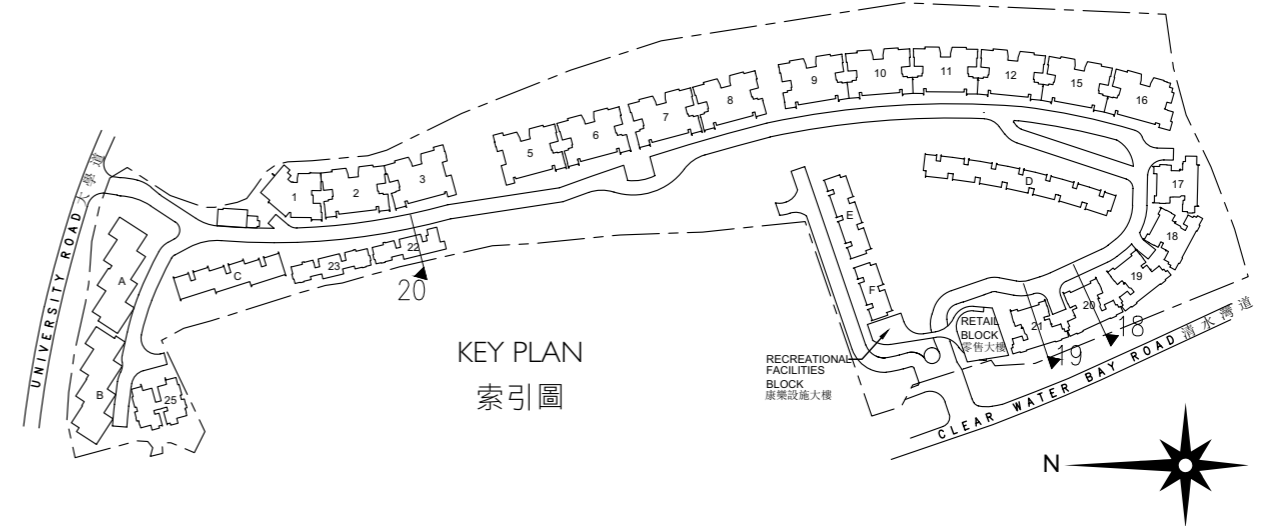 9
10
11
12
15
16
8
7
6
5
3
2
1
UNIVERSITY ROAD 大學道
A
B
C
23
22
20
25
KEY PLAN
索引圖
D
E
F
17
18
19
20
21
RETAIL
BLOCK
零售大樓
18
19
RECREATIONAL
FACILITIES
BLOCK
康樂設施大樓
CLEAR WATER BAY ROAD 清水灣道
N